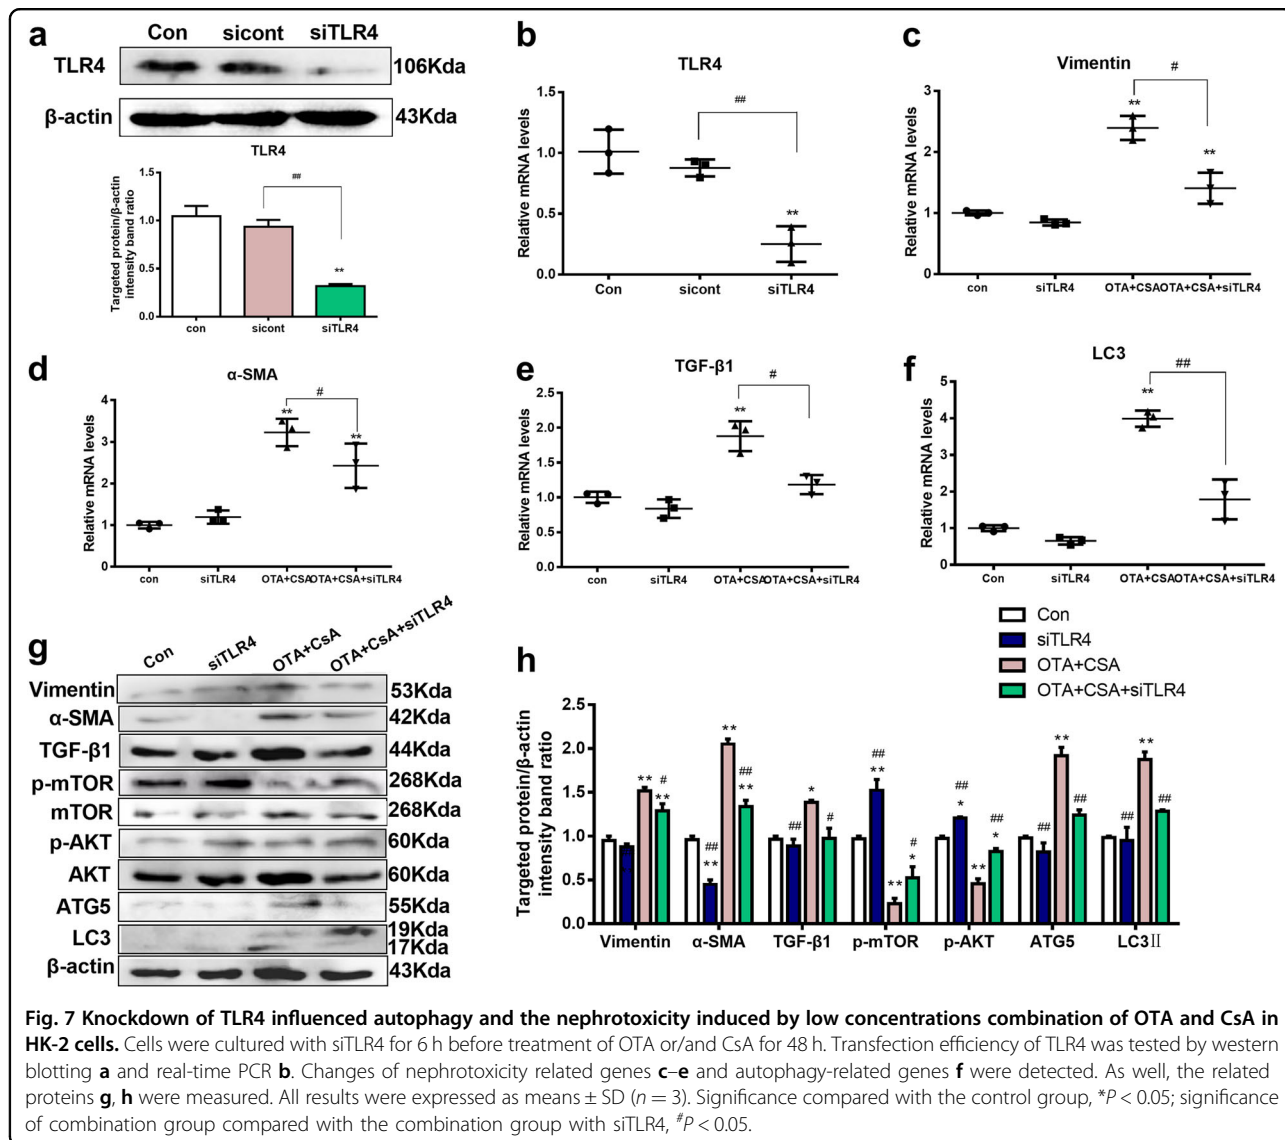 a
Con sicont siTLR4
TLR4 106Kda
β-actin 43Kda
TLR4
Targeted protein/β-actin
intensity band ratio
1.5
1.0
0.5
0.0
##
**
con sicont siTLR4
b
TLR4
Relative mRNA levels
1.5
1.0
0.5
0.0
##
**
Con sicont siTLR4
c
Vimentin
Relative mRNA levels
3
2
1
0
#
**
**
con siTLR4 OTA+CSA OTA+CSA+siTLR4
d
α-SMA
Relative mRNA levels
4
3
2
1
0
#
**
**
con siTLR4 OTA+CSA OTA+CSA+siTLR4
e
TGF-β1
Relative mRNA levels
2.5
2.0
1.5
1.0
0.5
0.0
#
**
con siTLR4 OTA+CSA OTA+CSA+siTLR4
f
LC3
Relative mRNA levels
5
4
3
2
1
0
##
**
Con siTLR4 OTA+CSA OTA+CSA+siTLR4
g
Con siTLR4 OTA+CsA OTA+CsA+siTLR4
Vimentin 53Kda
α-SMA 42Kda
TGF-β1 44Kda
p-mTOR 268Kda
mTOR 268Kda
p-AKT 60Kda
AKT 60Kda
ATG5 55Kda
LC3 19Kda
17Kda
β-actin 43Kda
h
Con
siTLR4
OTA+CSA
OTA+CSA+siTLR4
Targeted protein/β-actin
intensity band ratio
2.5
2.0
1.5
1.0
0.5
0.0
** # **
## ** ** ## **
## * #
## ** ** # *
## * ** ## *
## ** ##
## ** ##
Vimentin α-SMA TGF-β1 p-mTOR p-AKT ATG5 LC3Ⅱ
Fig. 7 Knockdown of TLR4 influenced autophagy and the nephrotoxicity induced by low concentrations combination of OTA and CsA in
HK-2 cells. Cells were cultured with siTLR4 for 6 h before treatment of OTA or/and CsA for 48 h. Transfection efficiency of TLR4 was tested by western
blotting a and real-time PCR b. Changes of nephrotoxicity related genes c–e and autophagy-related genes f were detected. As well, the related
proteins g, h were measured. All results were expressed as means ± SD (n = 3). Significance compared with the control group, *P < 0.05; significance
of combination group compared with the combination group with siTLR4, #P < 0.05.